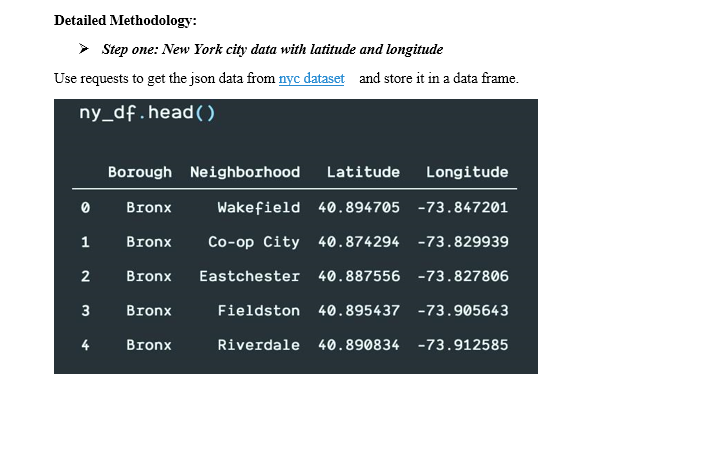 Detailed Methodology:
➢ Step one: New York city data with latitude and longitude
Use requests to get the json data from nyc dataset and store it in a data frame.
ny_df.head()
Borough Neighborhood Latitude Longitude
0 Bronx Wakefield 40.894705 -73.847201
1 Bronx Co-op City 40.874294 -73.829939
2 Bronx Eastchester 40.887556 -73.827806
3 Bronx Fieldston 40.895437 -73.905643
4 Bronx Riverdale 40.890834 -73.912585